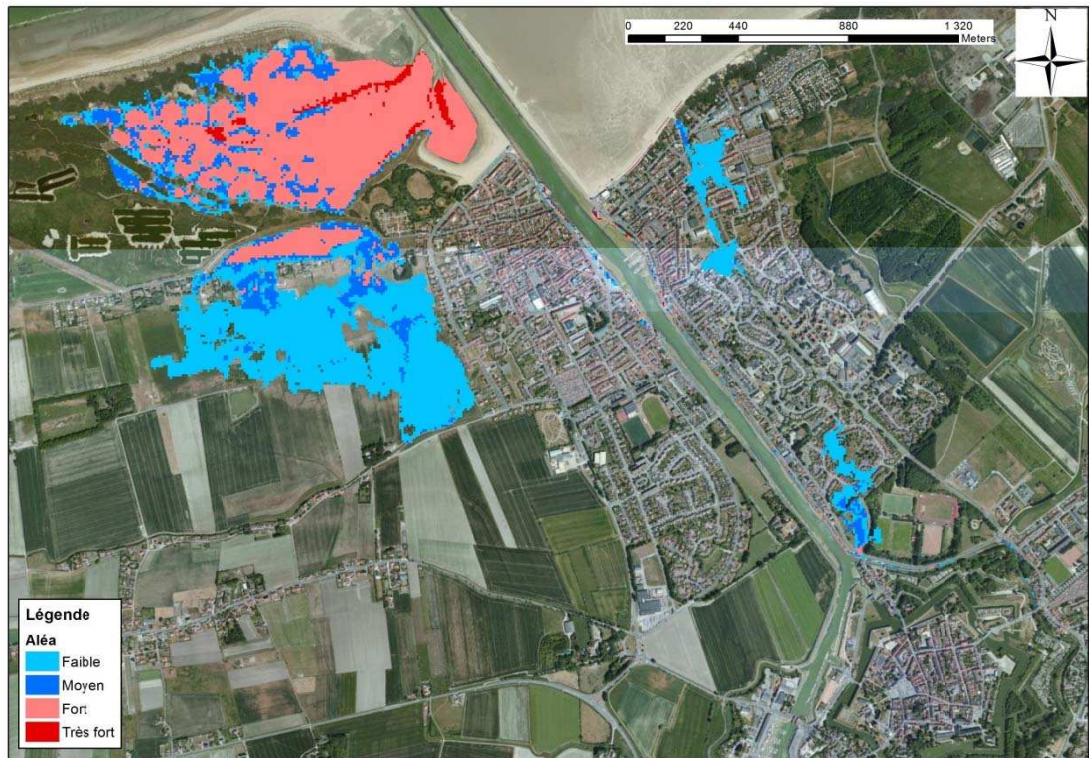 0 220 440 880 1 320
Meters
N
Légende
Aléa
Faible
Moyen
Fort
Très fort